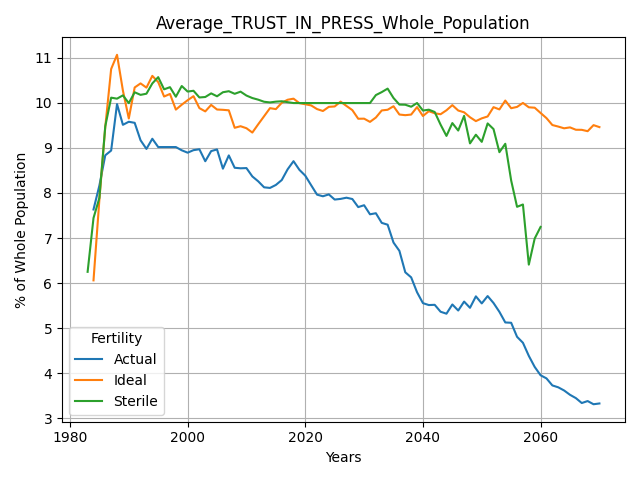 Average_TRUST_IN_PRESS_Whole_Population
% of Whole Population
11
10
9
8
7
6
5
4
3
Fertility
Actual
Ideal
Sterile
1980
2000
2020
2040
2060
Years